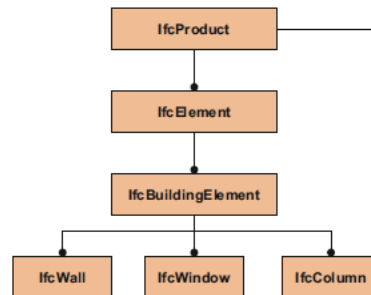 IfcProduct
IfcElement
IfcBuildingElement
IfcWall
IfcWindow
IfcColumn